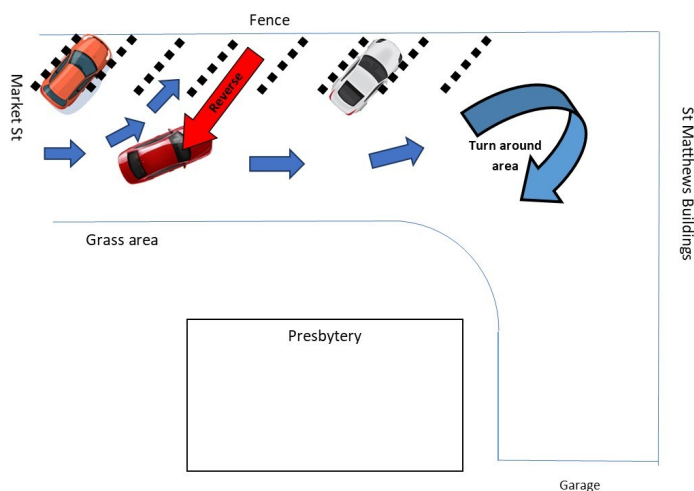 Fence
Market St
Reverse
Turn around
area
St Matthews Buildings
Grass area
Presbytery
Garage